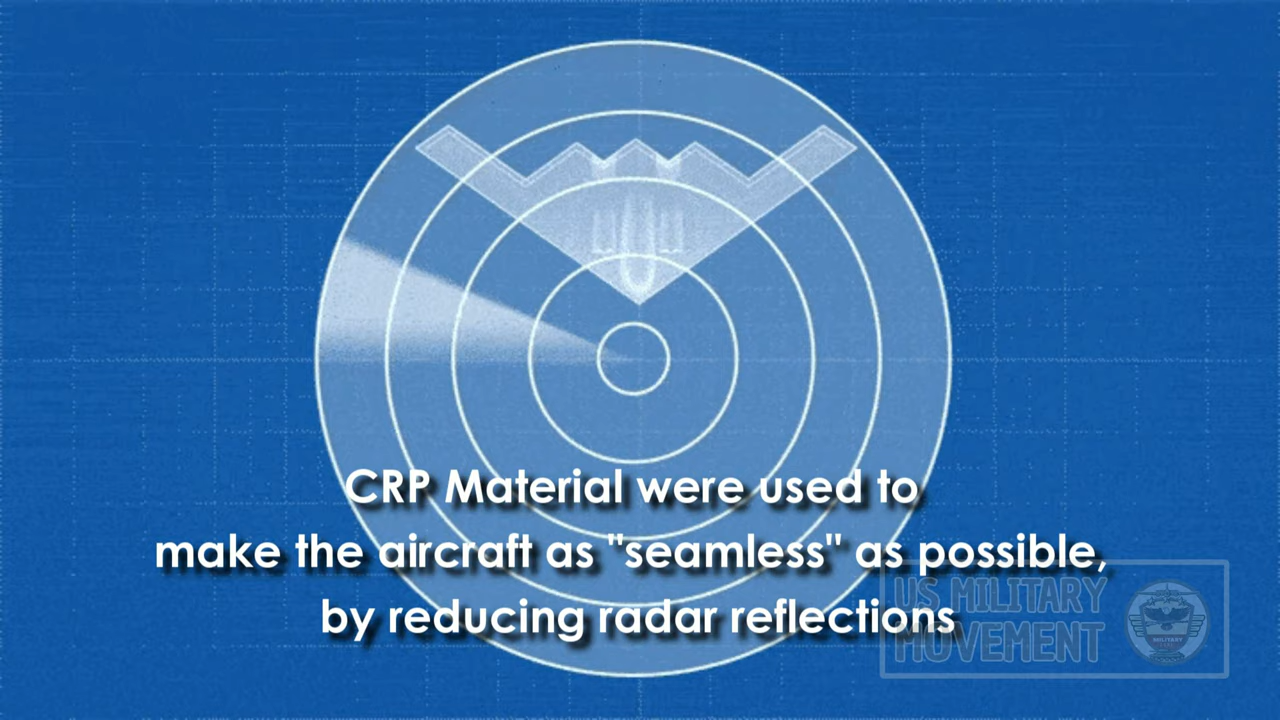 CRP Material were used to
make the aircraft as "seamless" as possible,
by reducing radar reflections
US MILITARY
MOVEMENT
MILITARY